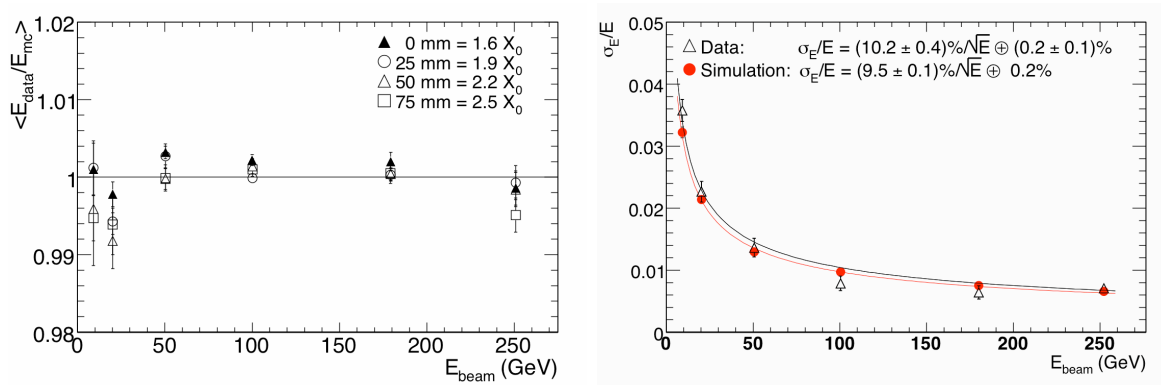 1.02
1.01
1
0.99
0.98
<E_data/E_mc>
0 mm = 1.6 X_0
25 mm = 1.9 X_0
50 mm = 2.2 X_0
75 mm = 2.5 X_0
0 50 100 150 200 250
E_beam (GeV)
0.05
0.04
0.03
0.02
0.01
0
σ_E/E
Data: σ_E/E = (10.2 ± 0.4)%/√E ⊕ (0.2 ± 0.1)%
Simulation: σ_E/E = (9.5 ± 0.1)%/√E ⊕ 0.2%
0 50 100 150 200 250
E_beam (GeV)